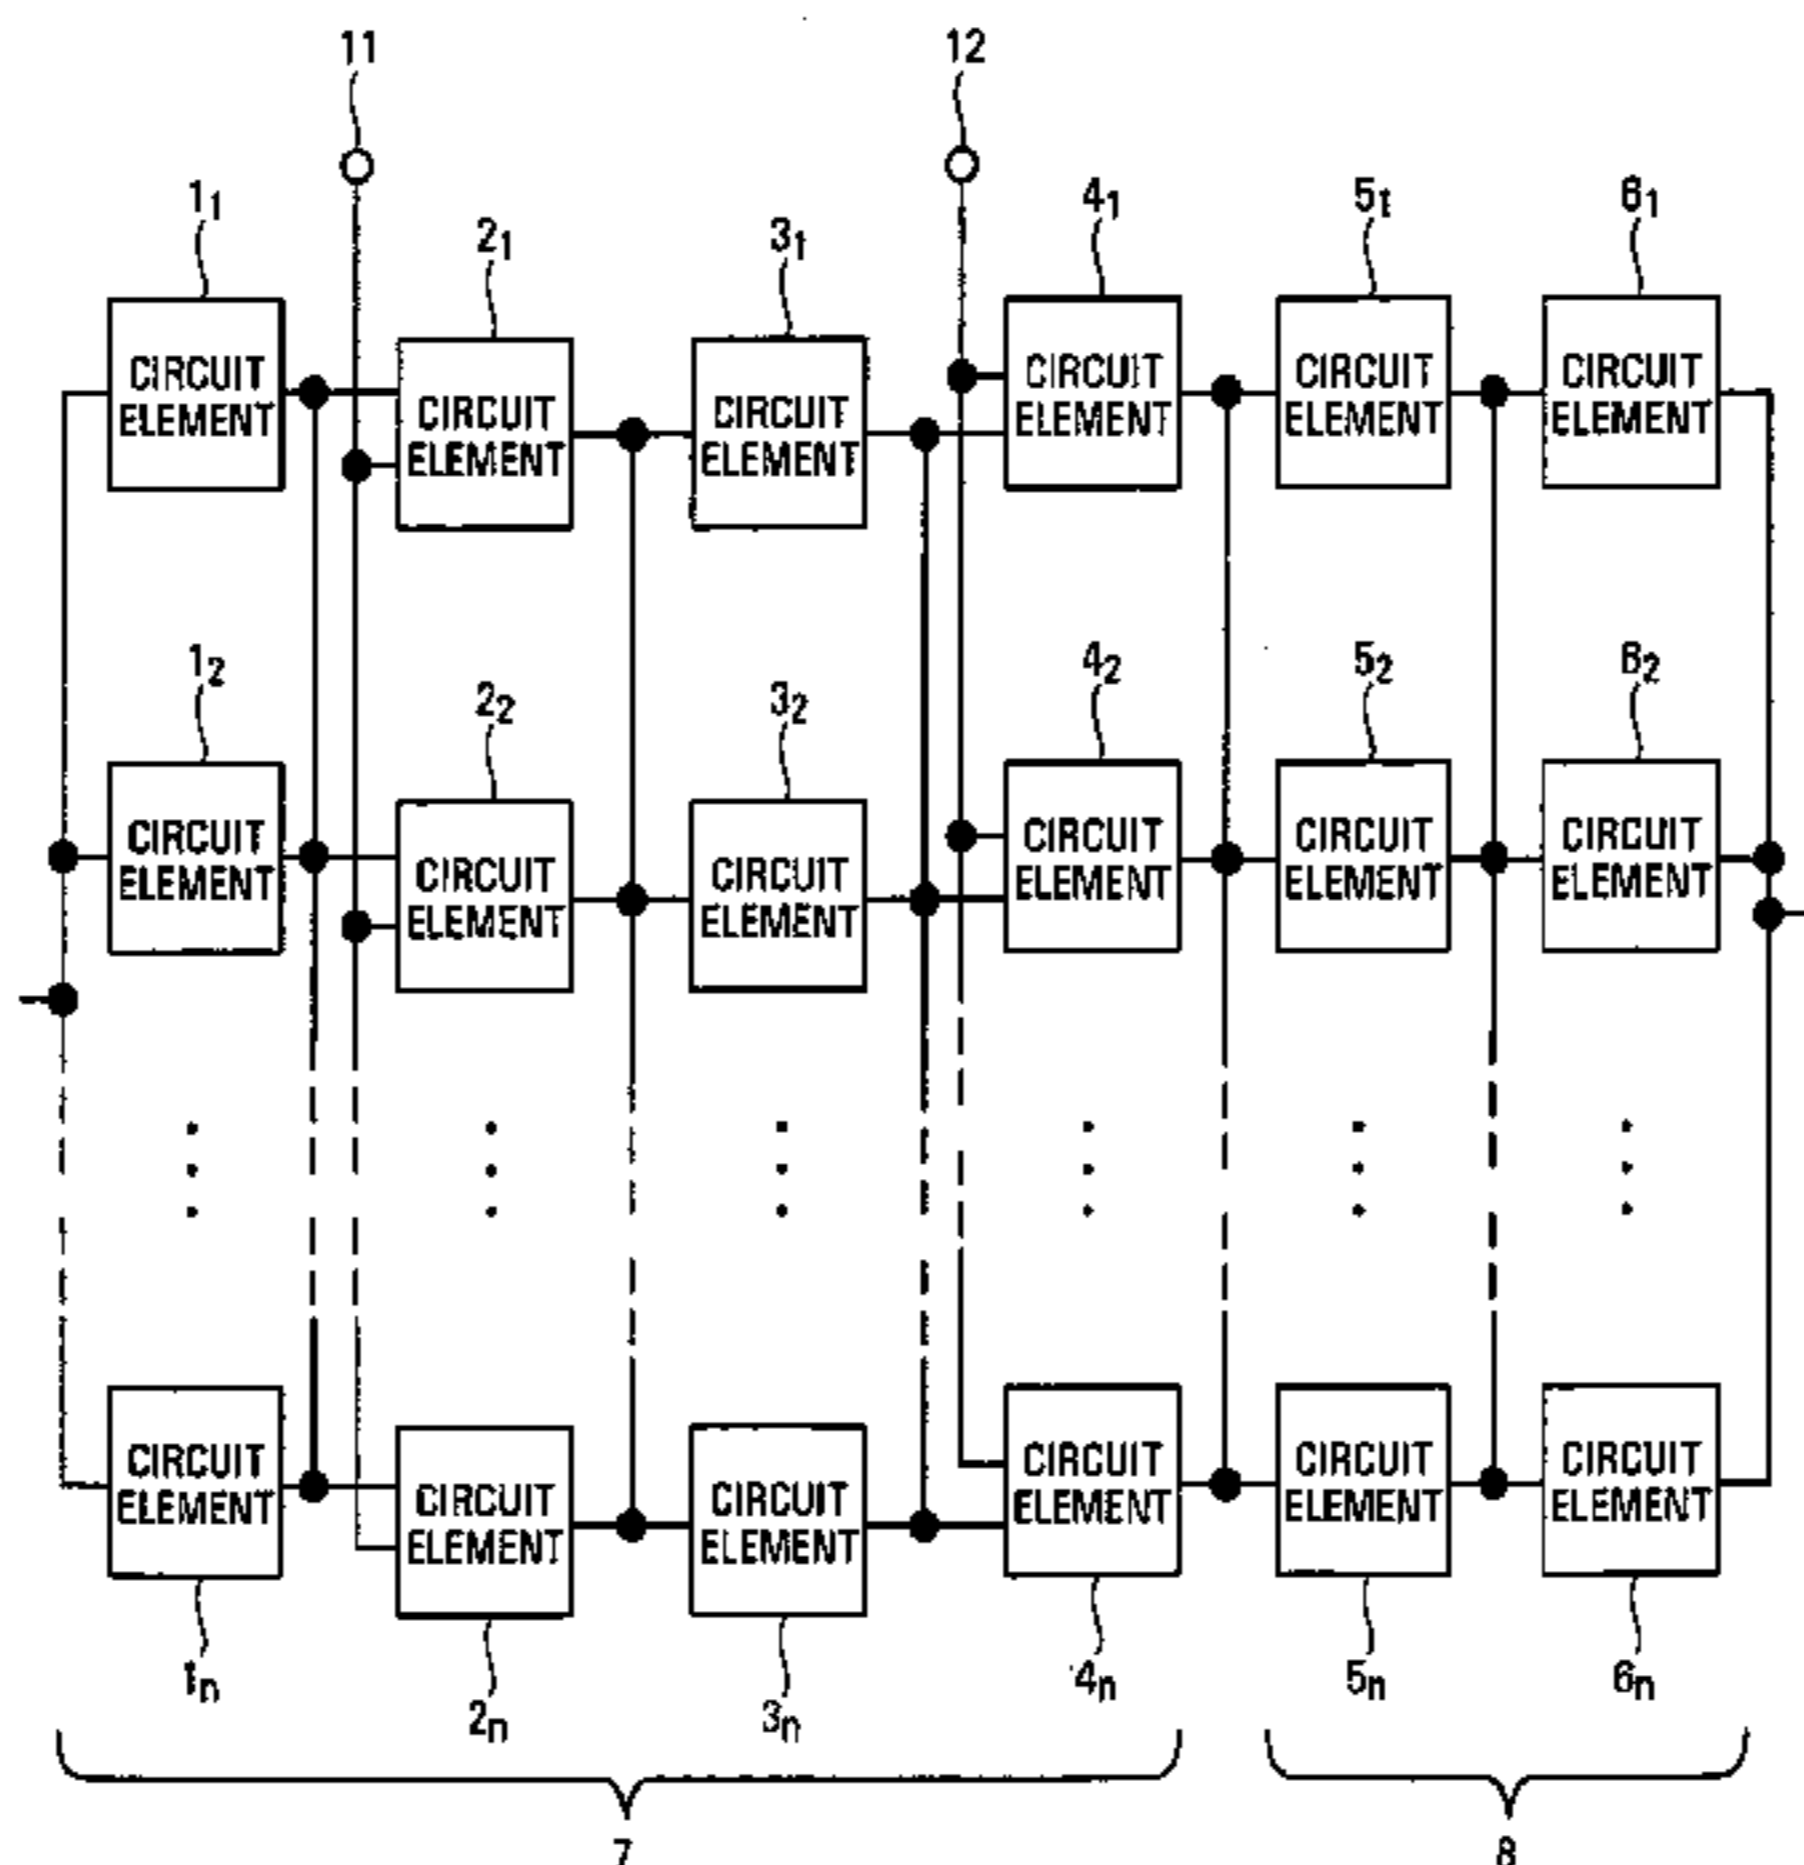 11 12
1₁ 2₁ 3₁ 4₁ 5₁ 6₁
CIRCUIT ELEMENT CIRCUIT ELEMENT CIRCUIT ELEMENT CIRCUIT ELEMENT CIRCUIT ELEMENT CIRCUIT ELEMENT
1₂ 2₂ 3₂ 4₂ 5₂ 6₂
CIRCUIT ELEMENT CIRCUIT ELEMENT CIRCUIT ELEMENT CIRCUIT ELEMENT CIRCUIT ELEMENT CIRCUIT ELEMENT
CIRCUIT ELEMENT CIRCUIT ELEMENT CIRCUIT ELEMENT CIRCUIT ELEMENT CIRCUIT ELEMENT CIRCUIT ELEMENT
1ₙ 2ₙ 3ₙ 4ₙ 5ₙ 6ₙ
7 8